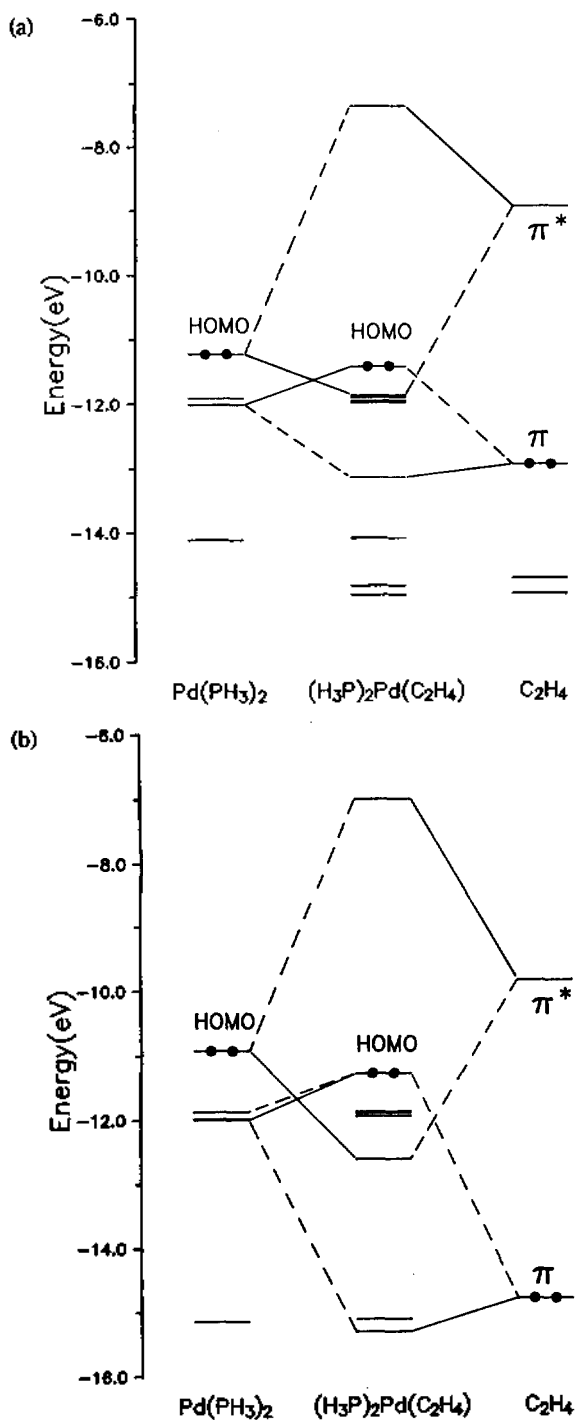 (a)
-6.0
-8.0
π*
-10.0
HOMO
HOMO
Energy(eV)
-12.0
π
-14.0
-16.0
Pd(PH₃)₂ (H₃P)₂Pd(C₂H₄) C₂H₄
(b)
-6.0
-8.0
-10.0
π*
HOMO
HOMO
Energy(eV)
-12.0
-14.0
π
-16.0
Pd(PH₃)₂ (H₃P)₂Pd(C₂H₄) C₂H₄